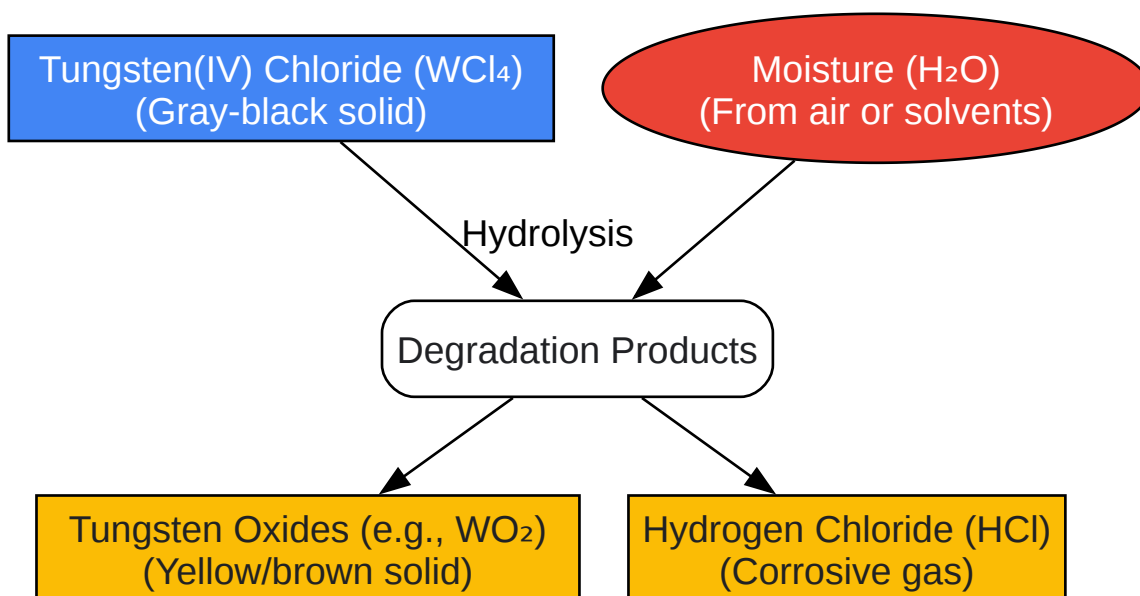 Tungsten(IV) Chloride (WCl₄)
(Gray-black solid)
Moisture (H₂O)
(From air or solvents)
Hydrolysis
Degradation Products
Tungsten Oxides (e.g., WO₂)
(Yellow/brown solid)
Hydrogen Chloride (HCl)
(Corrosive gas)